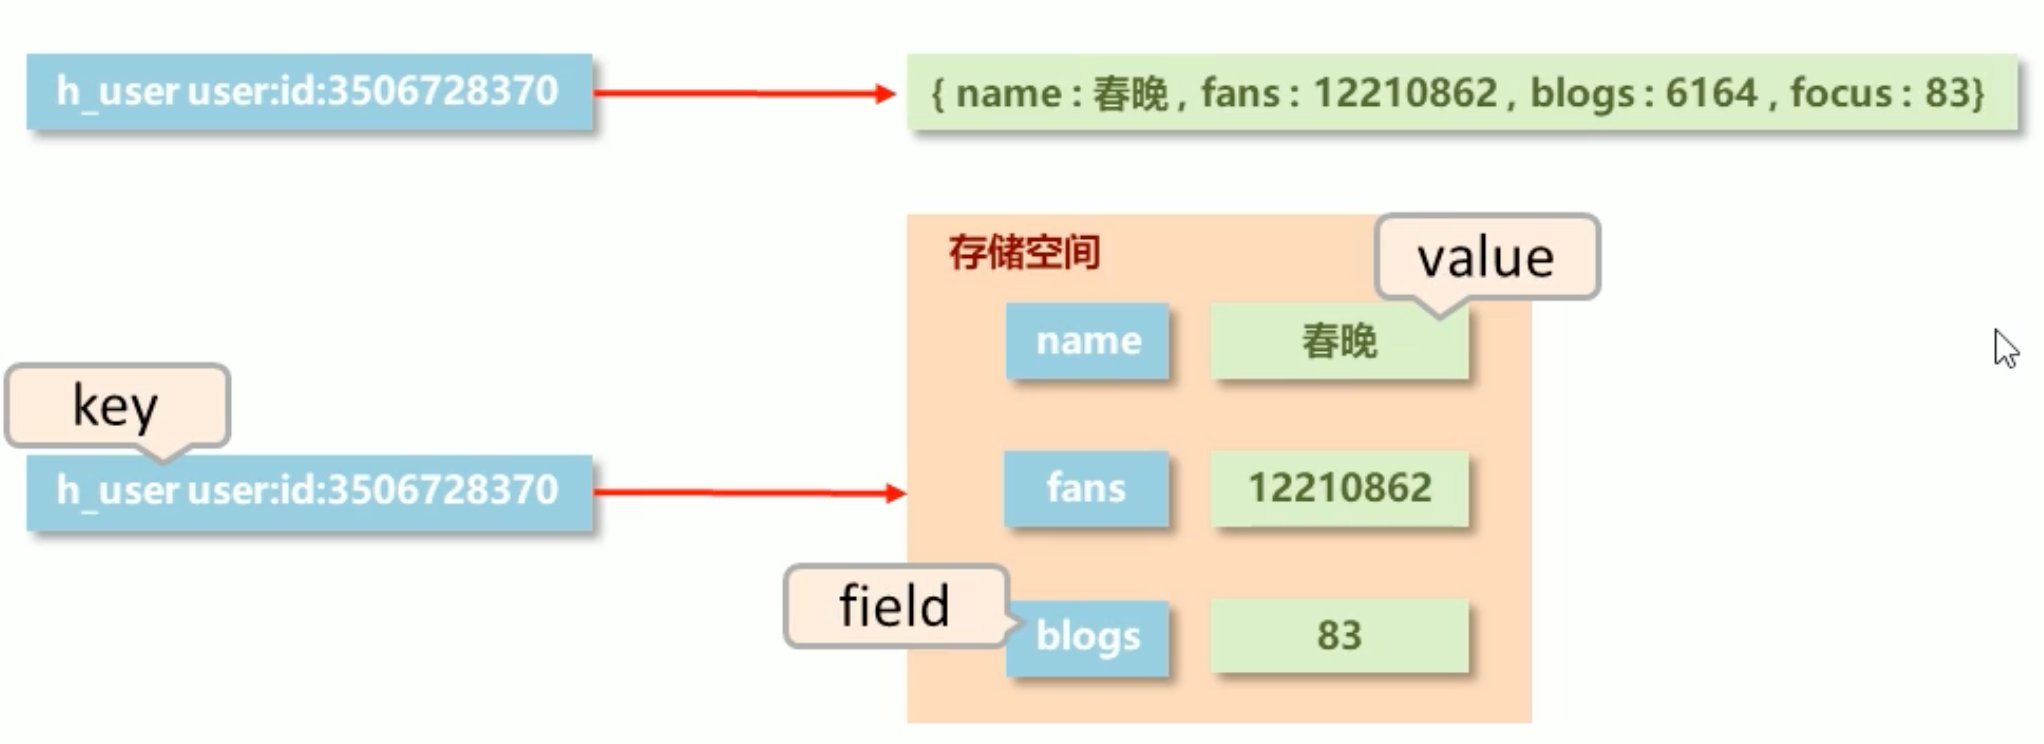 h_user user:id:3506728370
{ name : 春晚 , fans : 12210862 , blogs : 6164 , focus : 83}
存储空间
value
name
春晚
key
h_user user:id:3506728370
fans
12210862
field
blogs
83